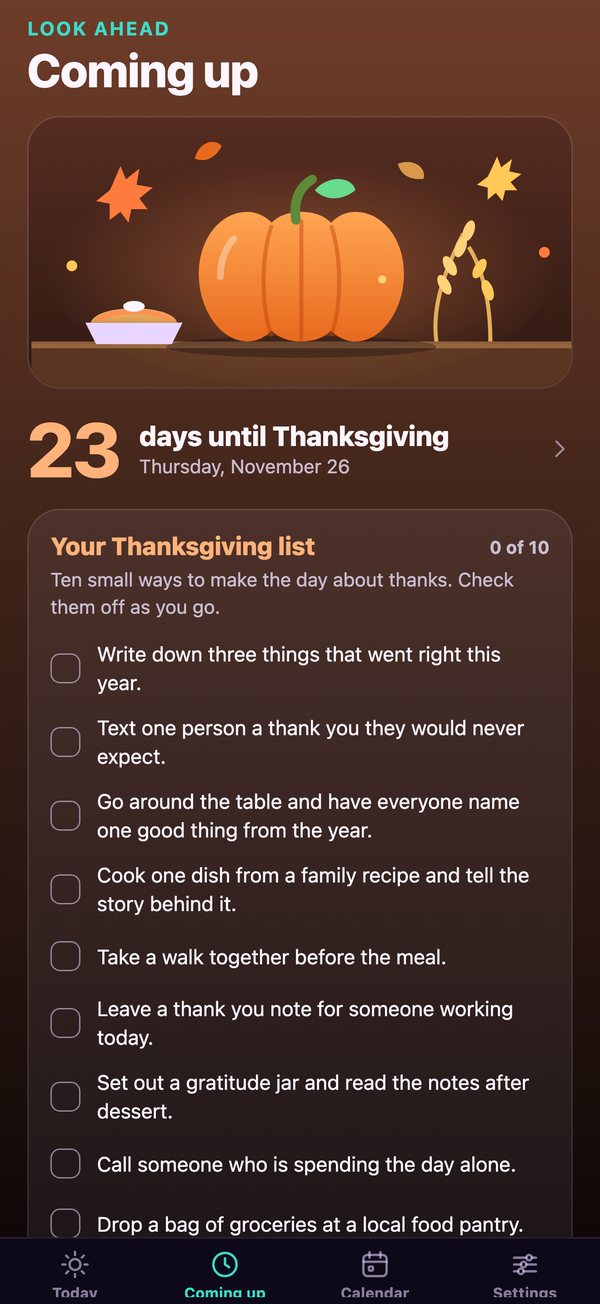 LOOK AHEAD
Coming up
23
days until Thanksgiving
Thursday, November 26
Your Thanksgiving list
0 of 10
Ten small ways to make the day about thanks. Check
them off as you go.
Write down three things that went right this
year.
Text one person a thank you they would never
expect.
Go around the table and have everyone name
one good thing from the year.
Cook one dish from a family recipe and tell the
story behind it.
Take a walk together before the meal.
Leave a thank you note for someone working
today.
Set out a gratitude jar and read the notes after
dessert.
Call someone who is spending the day alone.
Drop a bag of groceries at a local food pantry.
Today
Coming up
Calendar
Settings